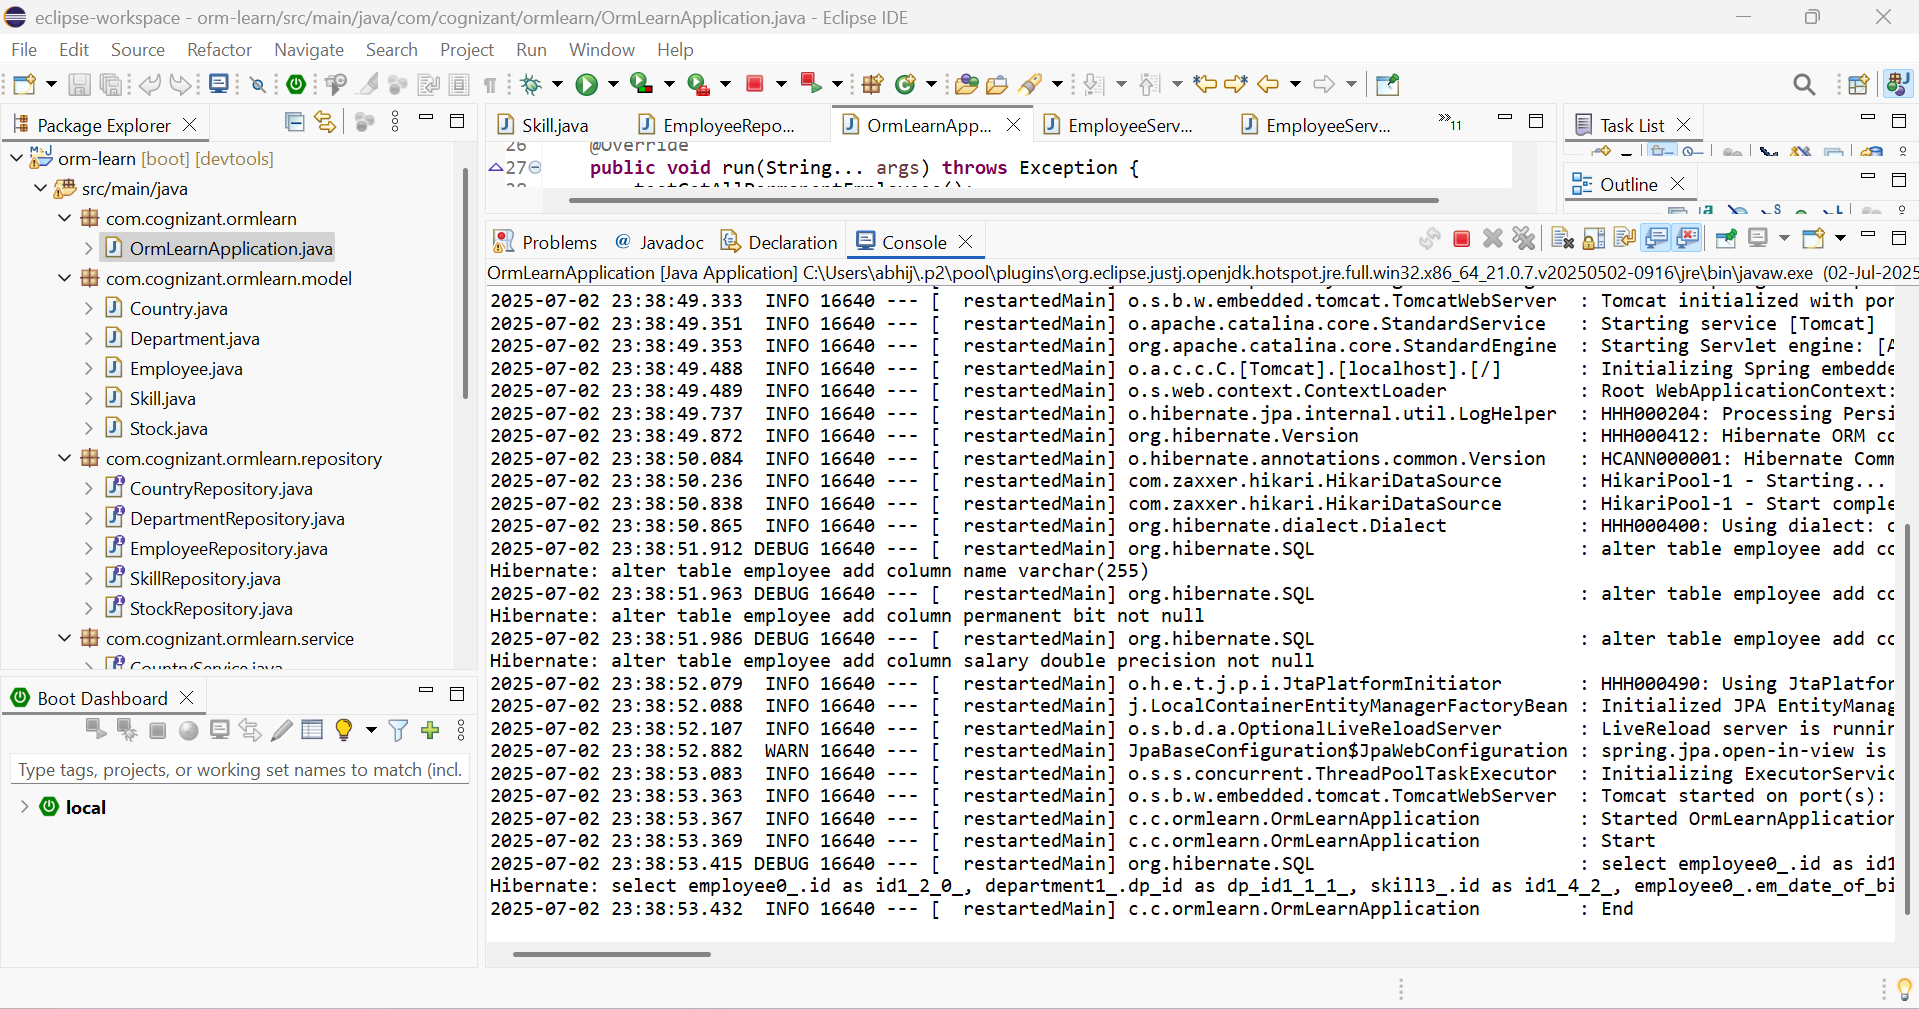 eclipse-workspace - orm-learn/src/main/java/com/cognizant/ormlearn/OrmLearnApplication.java - Eclipse IDE
File Edit Source Refactor Navigate Search Project Run Window Help
Package Explorer
orm-learn [boot] [devtools]
src/main/java
com.cognizant.ormlearn
OrmLearnApplication.java
com.cognizant.ormlearn.model
Country.java
Department.java
Employee.java
Skill.java
Stock.java
com.cognizant.ormlearn.repository
CountryRepository.java
DepartmentRepository.java
EmployeeRepository.java
SkillRepository.java
StockRepository.java
com.cognizant.ormlearn.service
CountryService.java
Boot Dashboard
Type tags, projects, or working set names to match (incl.
local
Skill.java EmployeeRepo... OrmLearnApp... EmployeeServ... EmployeeServ... »11
26 @Override
27 public void run(String... args) throws Exception {
28 testGetAllPermanentEmployees();
Task List
Outline
Problems Javadoc Declaration Console
OrmLearnApplication [Java Application] C:\Users\abhij\.p2\pool\plugins\org.eclipse.justj.openjdk.hotspot.jre.full.win32.x86_64_21.0.7.v20250502-0916\jre\bin\javaw.exe (02-Jul-2025
2025-07-02 23:38:49.333  INFO 16640 --- [  restartedMain] o.s.b.w.embedded.tomcat.TomcatWebServer  : Tomcat initialized with por
2025-07-02 23:38:49.351  INFO 16640 --- [  restartedMain] o.apache.catalina.core.StandardService   : Starting service [Tomcat]
2025-07-02 23:38:49.353  INFO 16640 --- [  restartedMain] org.apache.catalina.core.StandardEngine  : Starting Servlet engine: [A
2025-07-02 23:38:49.488  INFO 16640 --- [  restartedMain] o.a.c.c.C.[Tomcat].[localhost].[/]       : Initializing Spring embedde
2025-07-02 23:38:49.489  INFO 16640 --- [  restartedMain] o.s.web.context.ContextLoader            : Root WebApplicationContext:
2025-07-02 23:38:49.737  INFO 16640 --- [  restartedMain] o.hibernate.jpa.internal.util.LogHelper  : HHH000204: Processing Persi
2025-07-02 23:38:49.872  INFO 16640 --- [  restartedMain] org.hibernate.Version                    : HHH000412: Hibernate ORM co
2025-07-02 23:38:50.084  INFO 16640 --- [  restartedMain] o.hibernate.annotations.common.Version   : HCANN000001: Hibernate Comm
2025-07-02 23:38:50.236  INFO 16640 --- [  restartedMain] com.zaxxer.hikari.HikariDataSource       : HikariPool-1 - Starting...
2025-07-02 23:38:50.838  INFO 16640 --- [  restartedMain] com.zaxxer.hikari.HikariDataSource       : HikariPool-1 - Start comple
2025-07-02 23:38:50.865  INFO 16640 --- [  restartedMain] org.hibernate.dialect.Dialect            : HHH000400: Using dialect: o
2025-07-02 23:38:51.912 DEBUG 16640 --- [  restartedMain] org.hibernate.SQL                        : alter table employee add co
Hibernate: alter table employee add column name varchar(255)
2025-07-02 23:38:51.963 DEBUG 16640 --- [  restartedMain] org.hibernate.SQL                        : alter table employee add co
Hibernate: alter table employee add column permanent bit not null
2025-07-02 23:38:51.986 DEBUG 16640 --- [  restartedMain] org.hibernate.SQL                        : alter table employee add co
Hibernate: alter table employee add column salary double precision not null
2025-07-02 23:38:52.079  INFO 16640 --- [  restartedMain] o.h.e.t.j.p.i.JtaPlatformInitiator       : HHH000490: Using JtaPlatfor
2025-07-02 23:38:52.088  INFO 16640 --- [  restartedMain] j.LocalContainerEntityManagerFactoryBean : Initialized JPA EntityManag
2025-07-02 23:38:52.107  INFO 16640 --- [  restartedMain] o.s.b.d.a.OptionalLiveReloadServer       : LiveReload server is runnin
2025-07-02 23:38:52.882  WARN 16640 --- [  restartedMain] JpaBaseConfiguration$JpaWebConfiguration : spring.jpa.open-in-view is
2025-07-02 23:38:53.083  INFO 16640 --- [  restartedMain] o.s.s.concurrent.ThreadPoolTaskExecutor  : Initializing ExecutorServic
2025-07-02 23:38:53.363  INFO 16640 --- [  restartedMain] o.s.b.w.embedded.tomcat.TomcatWebServer  : Tomcat started on port(s):
2025-07-02 23:38:53.367  INFO 16640 --- [  restartedMain] c.c.ormlearn.OrmLearnApplication         : Started OrmLearnApplication
2025-07-02 23:38:53.369  INFO 16640 --- [  restartedMain] c.c.ormlearn.OrmLearnApplication         : Start
2025-07-02 23:38:53.415 DEBUG 16640 --- [  restartedMain] org.hibernate.SQL                        : select employee0_.id as id1
Hibernate: select employee0_.id as id1_2_0_, department1_.dp_id as dp_id1_1_1_, skill3_.id as id1_4_2_, employee0_.em_date_of_bi
2025-07-02 23:38:53.432  INFO 16640 --- [  restartedMain] c.c.ormlearn.OrmLearnApplication         : End